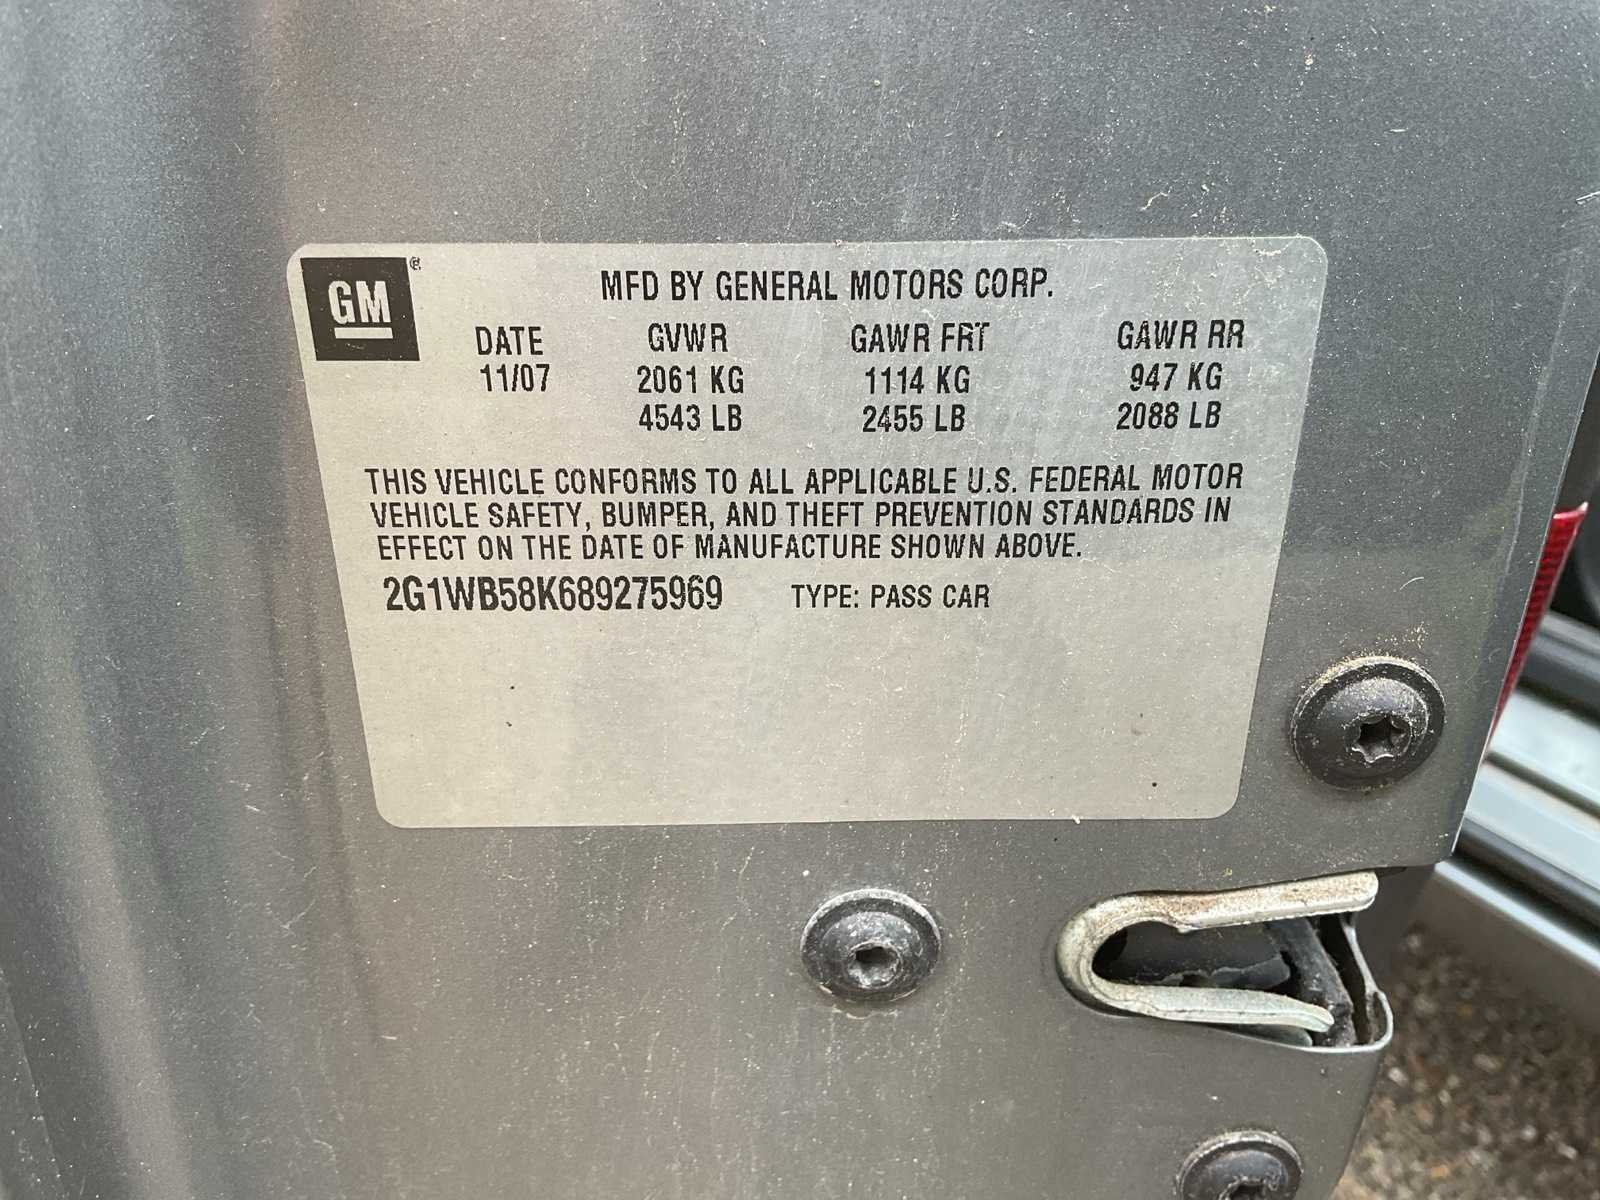 GM
MFD BY GENERAL MOTORS CORP.
DATE GVWR GAWR FRT GAWR RR
11/07 2061 KG 1114 KG 947 KG
4543 LB 2455 LB 2088 LB
THIS VEHICLE CONFORMS TO ALL APPLICABLE U.S. FEDERAL MOTOR
VEHICLE SAFETY, BUMPER, AND THEFT PREVENTION STANDARDS IN
EFFECT ON THE DATE OF MANUFACTURE SHOWN ABOVE.
2G1WB58K689275969 TYPE: PASS CAR